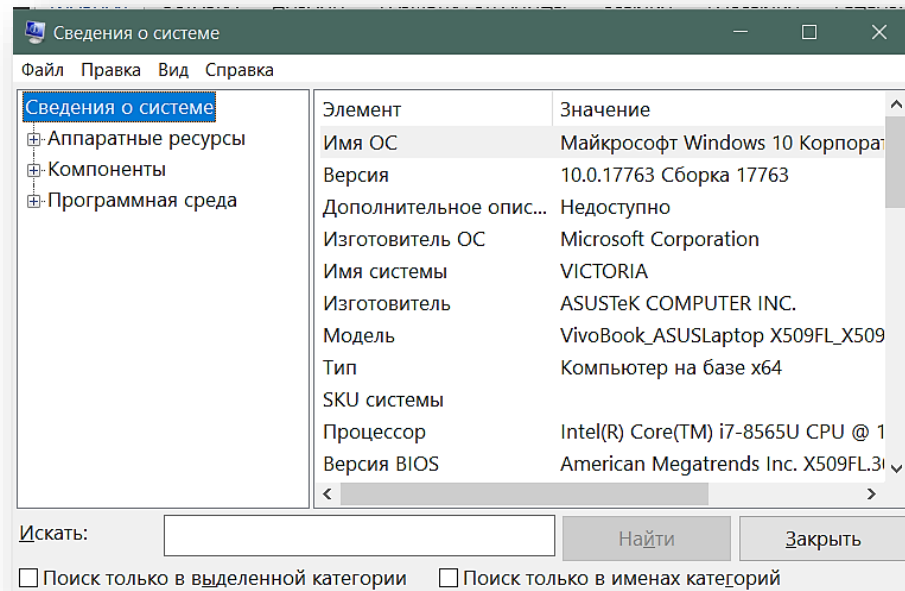 Сведения о системе
Файл Правка Вид Справка
Сведения о системе
Аппаратные ресурсы
Компоненты
Программная среда
Элемент Значение
Имя ОС Майкрософт Windows 10 Корпорат
Версия 10.0.17763 Сборка 17763
Дополнительное опис... Недоступно
Изготовитель ОС Microsoft Corporation
Имя системы VICTORIA
Изготовитель ASUSTeK COMPUTER INC.
Модель VivoBook_ASUSLaptop X509FL_X509
Тип Компьютер на базе x64
SKU системы
Процессор Intel(R) Core(TM) i7-8565U CPU @ 1
Версия BIOS American Megatrends Inc. X509FL.30
Искать:
Найти Закрыть
Поиск только в выделенной категории Поиск только в именах категорий